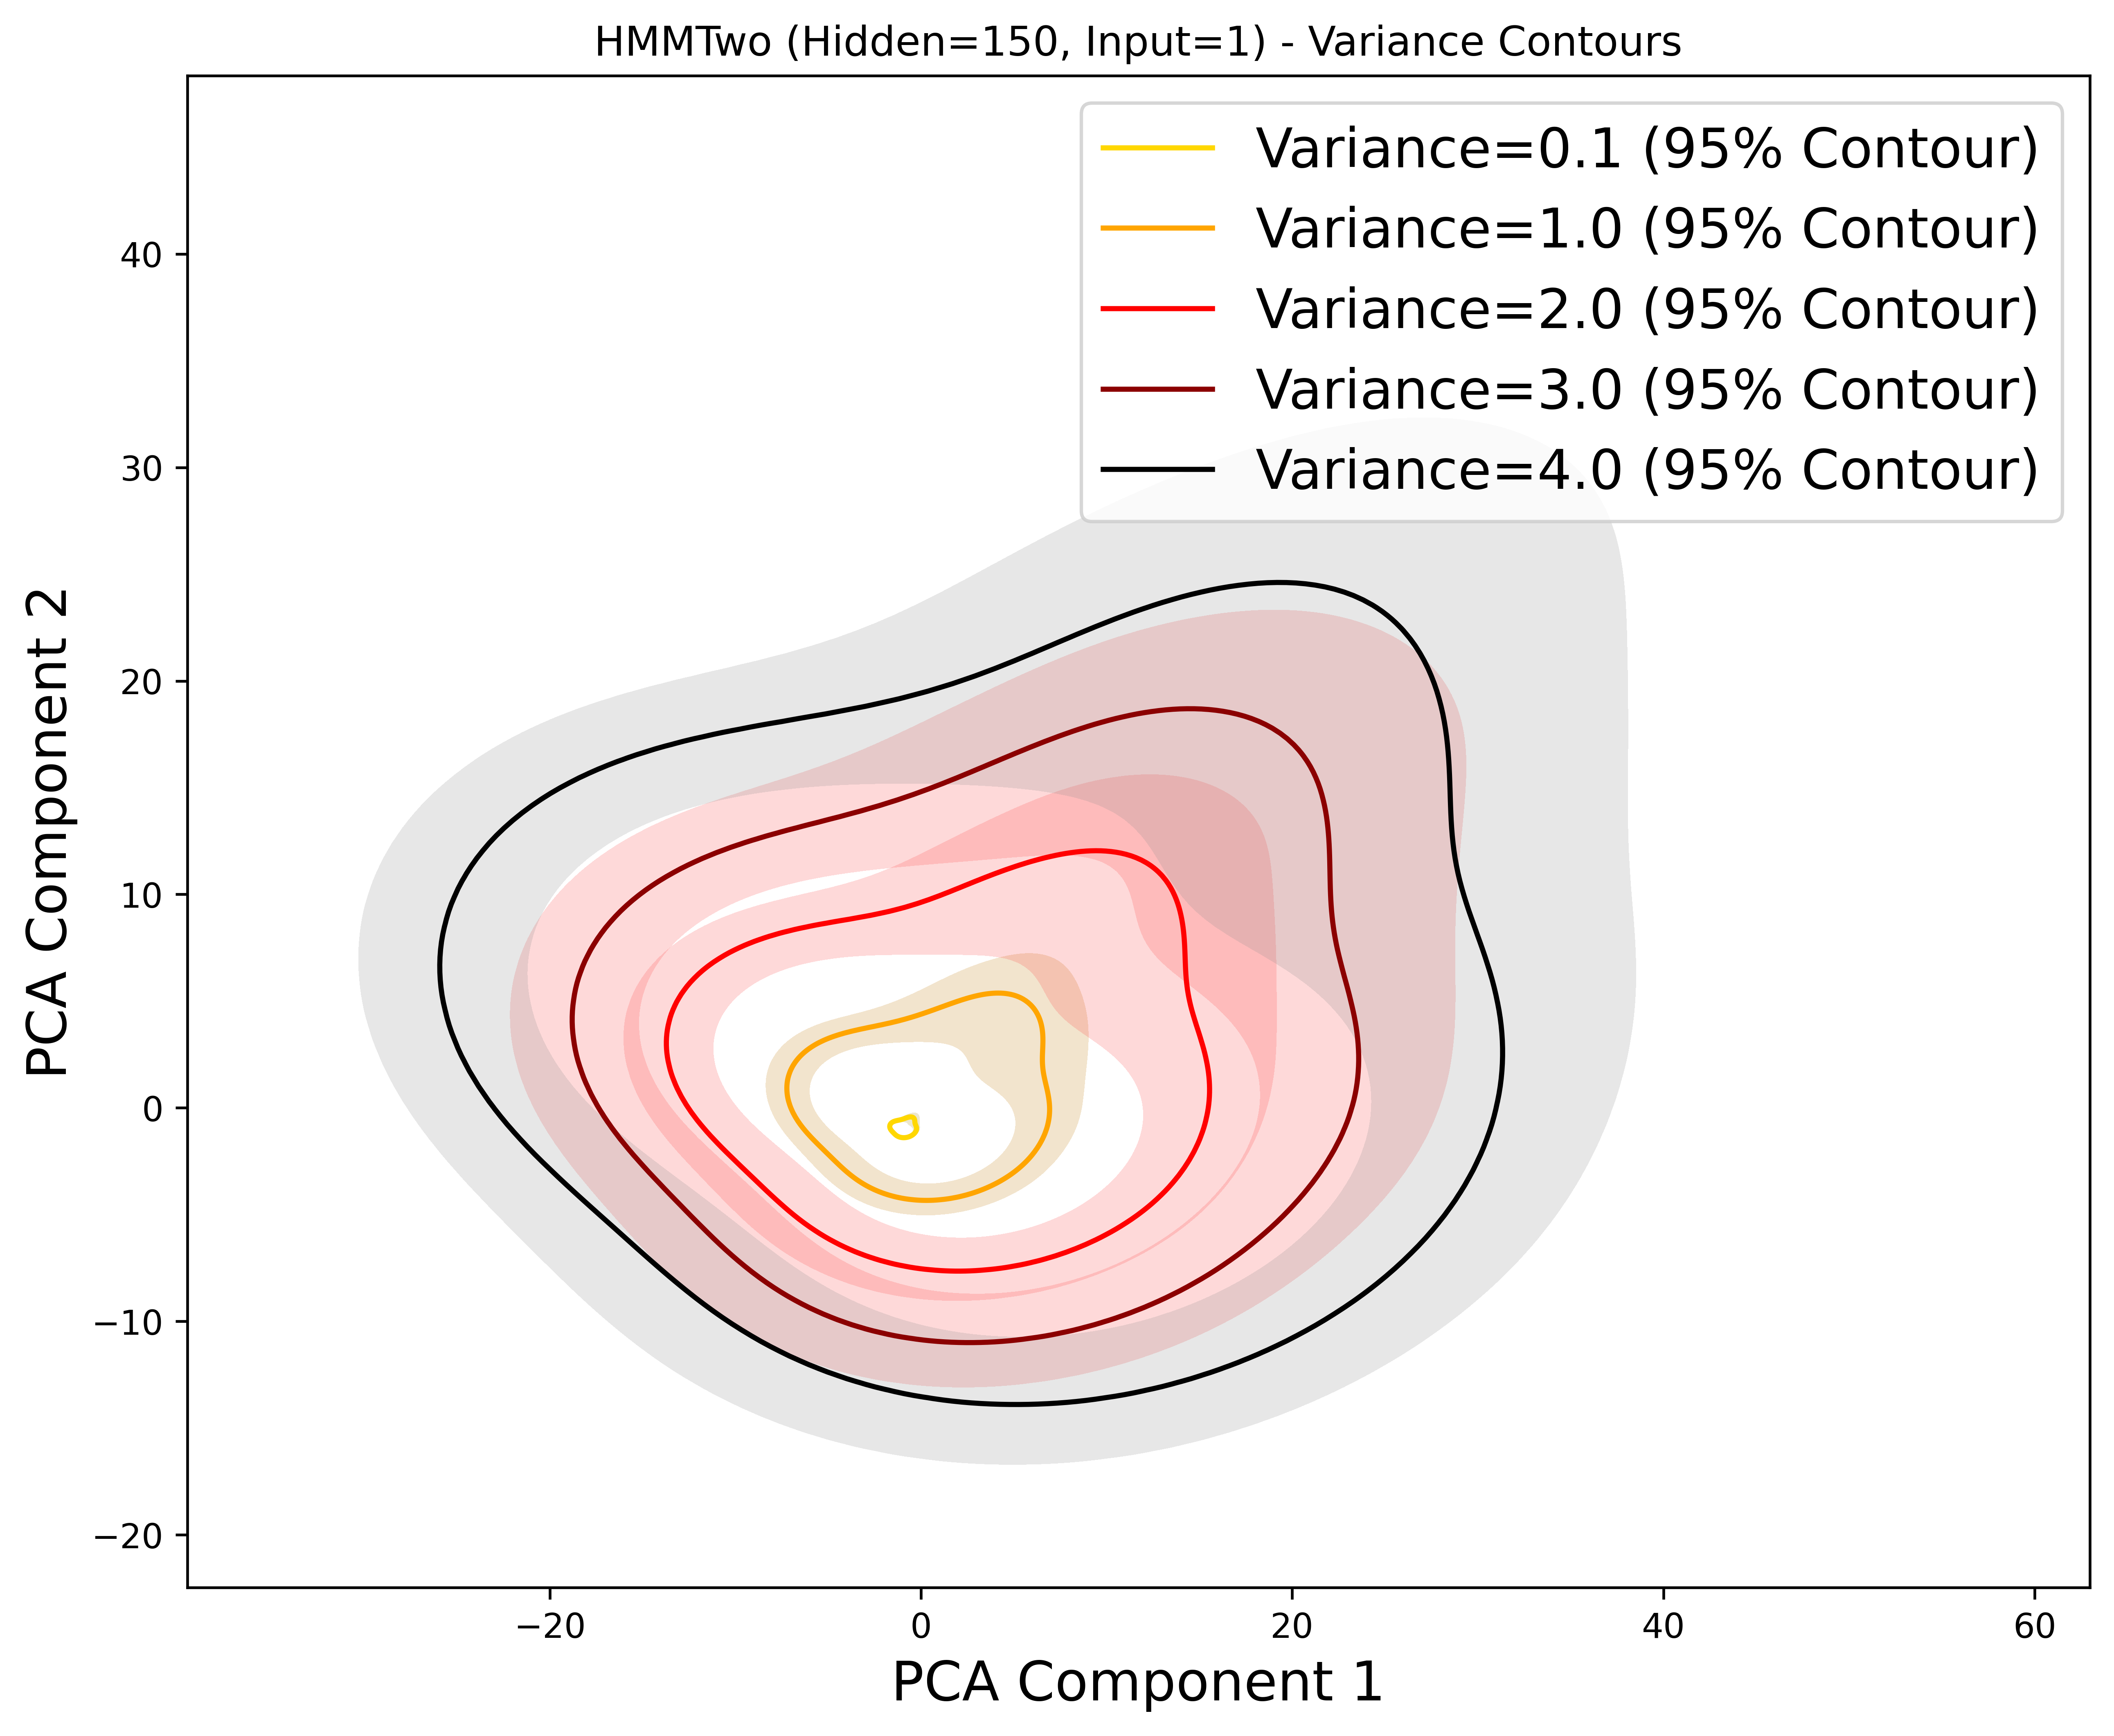 HMMTwo (Hidden=150, Input=1) - Variance Contours
Variance=0.1 (95% Contour)
Variance=1.0 (95% Contour)
Variance=2.0 (95% Contour)
Variance=3.0 (95% Contour)
Variance=4.0 (95% Contour)
PCA Component 2
40
30
20
10
0
−10
−20
−20 0 20 40 60
PCA Component 1